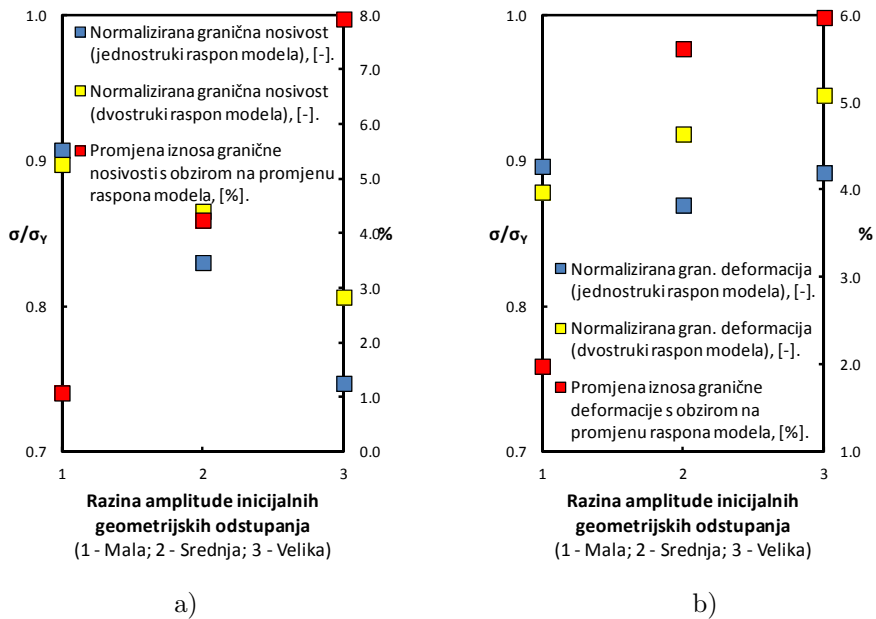 1.0
0.9
0.8
0.7
σ/σY
8.0
7.0
6.0
5.0
4.0
3.0
2.0
1.0
0.0
%
Normalizirana granična nosivost
(jednostruki raspon modela), [-].
Normalizirana granična nosivost
(dvostruki raspon modela), [-].
Promjena iznosa granične
nosivosti s obzirom na promjenu
raspona modela, [%].
1 2 3
Razina amplitude inicijalnih
geometrijskih odstupanja
(1 - Mala; 2 - Srednja; 3 - Velika)
a)
1.0
0.9
0.8
0.7
σ/σY
6.0
5.0
4.0
3.0
2.0
1.0
%
Normalizirana gran. deformacija
(jednostruki raspon modela), [-].
Normalizirana gran. deformacija
(dvostruki raspon modela), [-].
Promjena iznosa granične
deformacije s obzirom na
promjenu raspona modela, [%].
1 2 3
Razina amplitude inicijalnih
geometrijskih odstupanja
(1 - Mala; 2 - Srednja; 3 - Velika)
b)